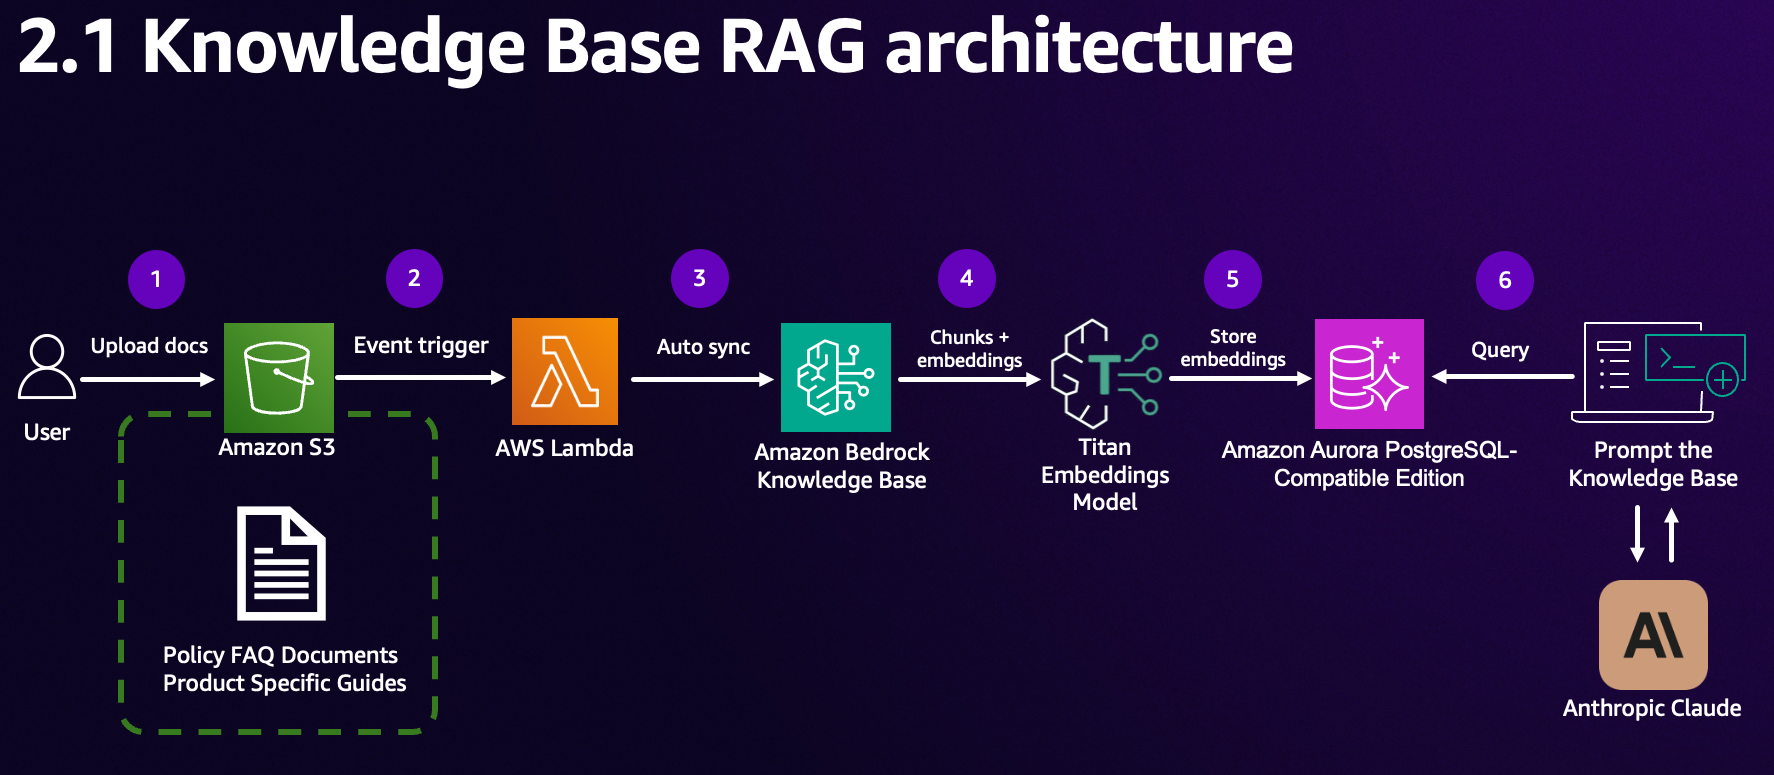 2.1 Knowledge Base RAG architecture
1
2
3
4
5
6
Upload docs
Event trigger
Auto sync
Chunks +
embeddings
Store
embeddings
Query
User
Amazon S3
AWS Lambda
Amazon Bedrock
Knowledge Base
T
Titan
Embeddings
Model
Amazon Aurora PostgreSQL-
Compatible Edition
Prompt the
Knowledge Base
Policy FAQ Documents
Product Specific Guides
A\
Anthropic Claude